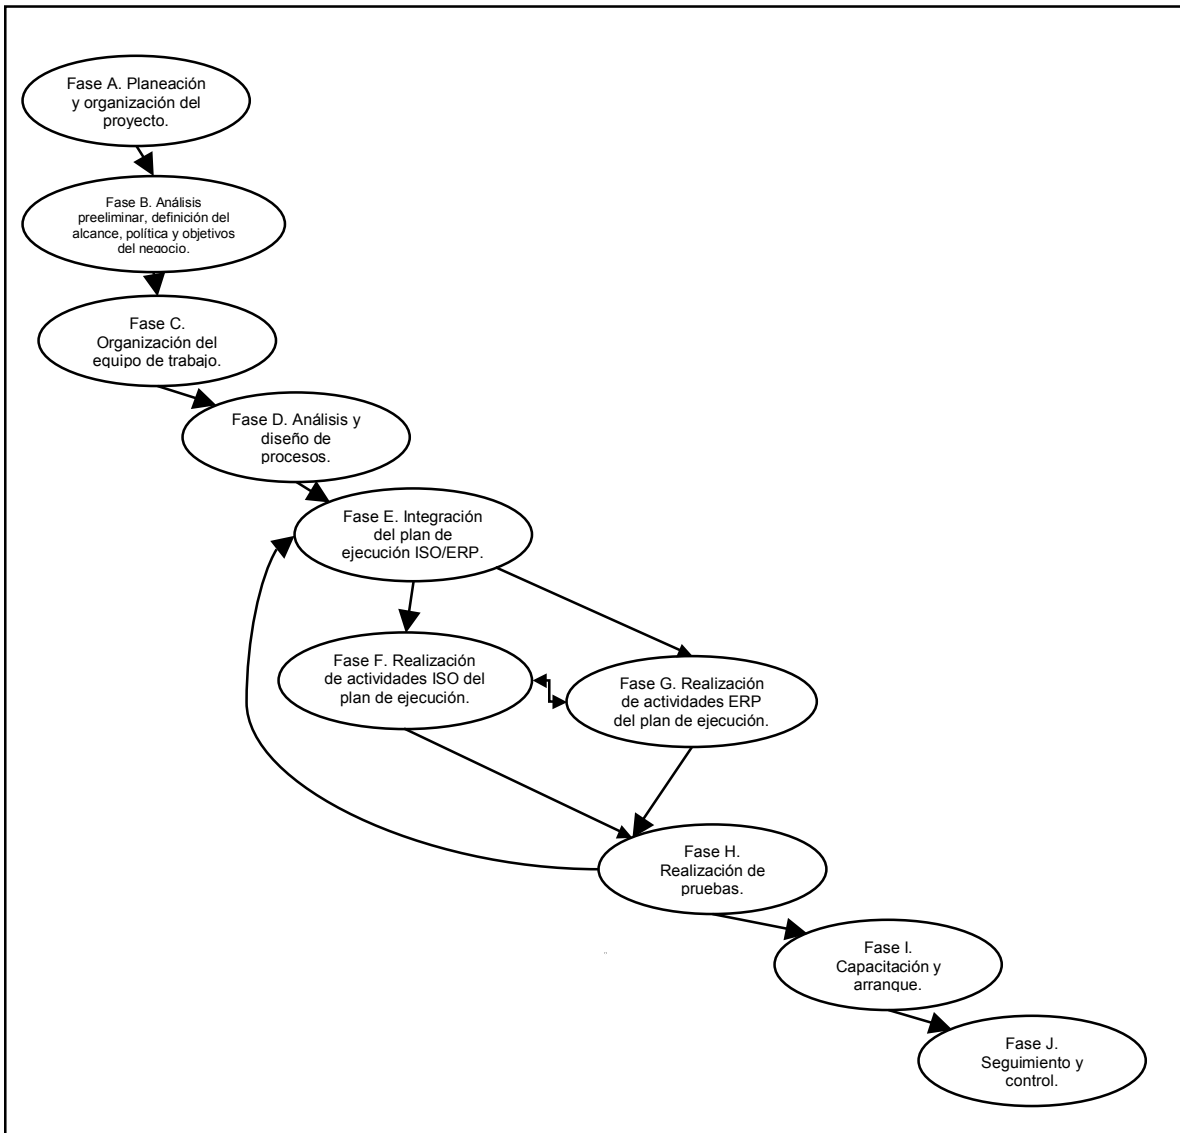 Fase A. Planeación
y organización del
proyecto.
Fase B. Análisis
preeliminar, definición del
alcance, política y objetivos
del negocio.
Fase C.
Organización del
equipo de trabajo.
Fase D. Análisis y
diseño de
procesos.
Fase E. Integración
del plan de
ejecución ISO/ERP.
Fase F. Realización
de actividades ISO del
plan de ejecución.
Fase G. Realización
de actividades ERP
del plan de ejecución.
Fase H.
Realización de
pruebas.
Fase I.
Capacitación y
arranque.
Fase J.
Seguimiento y
control.